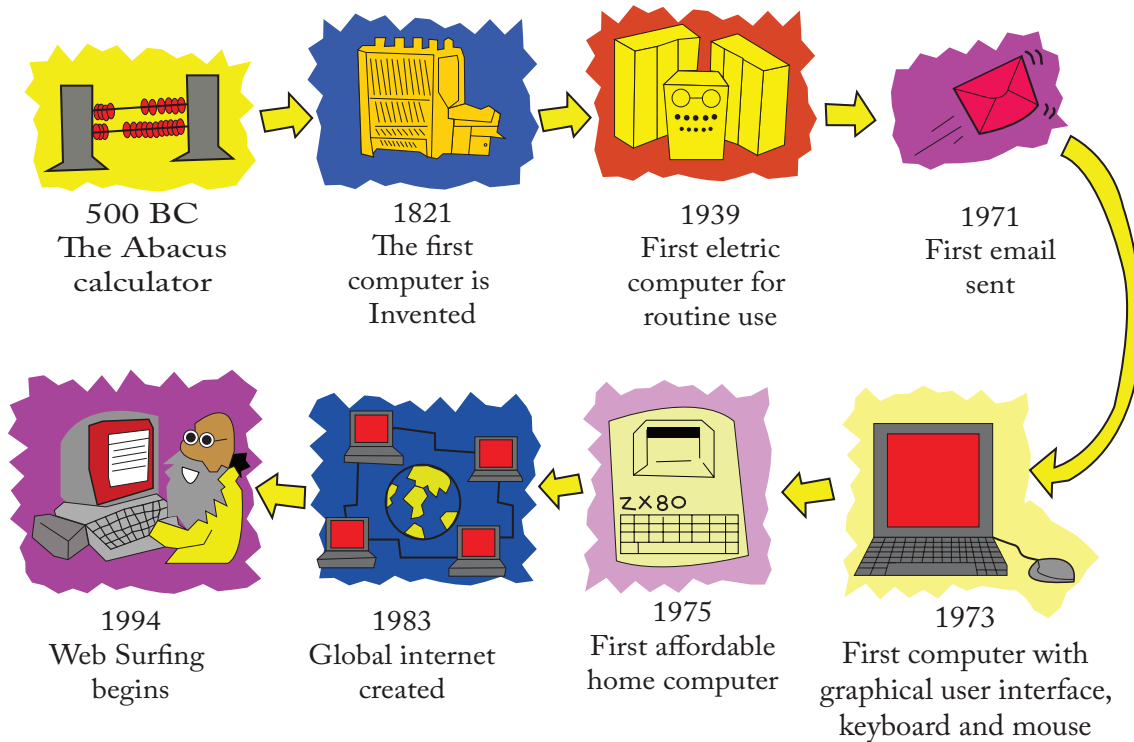 500 BC
The Abacus
calculator
1821
The first
computer is
Invented
1939
First eletric
computer for
routine use
1971
First email
sent
1973
First computer with
graphical user interface,
keyboard and mouse
ZX80
1975
First affordable
home computer
1983
Global internet
created
1994
Web Surfing
begins